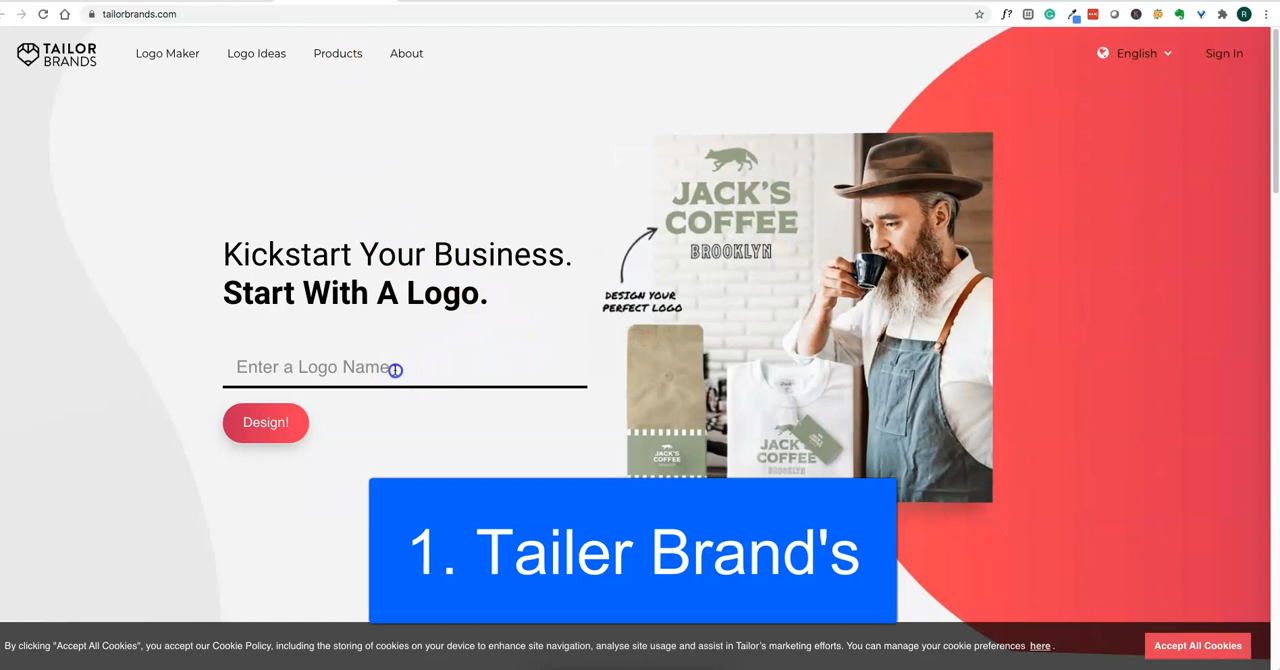 tailorbrands.com
f?
R
TAILOR
BRANDS
Logo Maker
Logo Ideas
Products
About
English
Sign In
JACK'S
COFFEE
BROOKLYN
DESIGN YOUR
PERFECT LOGO
Kickstart Your Business.
Start With A Logo.
Enter a Logo Name
Design!
JACK'S
COFFEE
JACK'S
COFFEE
BROOKLYN
1. Tailer Brand's
By clicking "Accept All Cookies", you accept our Cookie Policy, including the storing of cookies on your device to enhance site navigation, analyse site usage and assist in Tailor's marketing efforts. You can manage your cookie preferences here .
Accept All Cookies